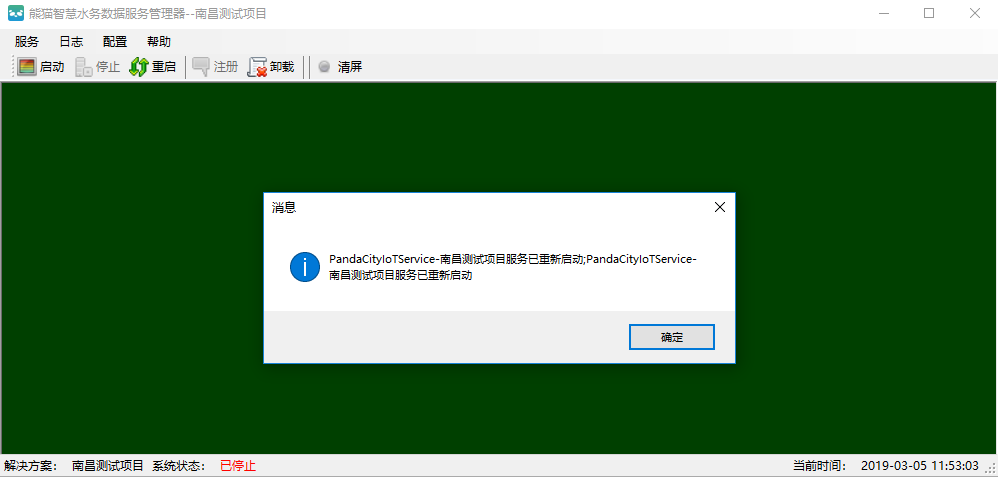 熊猫智慧水务数据服务管理器--南昌测试项目
服务 日志 配置 帮助
启动 停止 重启 注册 卸载 清屏
消息
PandaCityIoTService-南昌测试项目服务已重新启动;PandaCityIoTService-
南昌测试项目服务已重新启动
确定
解决方案： 南昌测试项目 系统状态： 已停止 当前时间： 2019-03-05 11:53:03